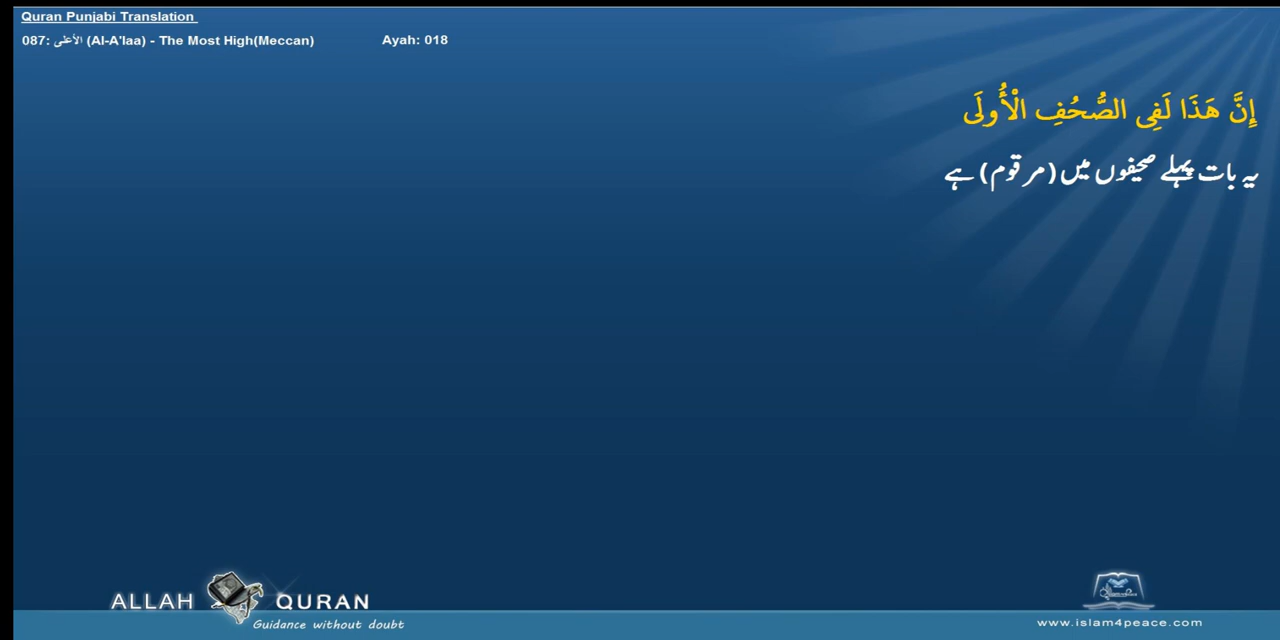 Quran Punjabi Translation
087: الأعلى (Al-A'laa) - The Most High(Meccan) Ayah: 018
إِنَّ هَذَا لَفِي الصُّحُفِ الْأُولَى
یہ بات پہلے صحیفوں میں (مرقوم) ہے
ALLAH QURAN
Guidance without doubt
www.islam4peace.com